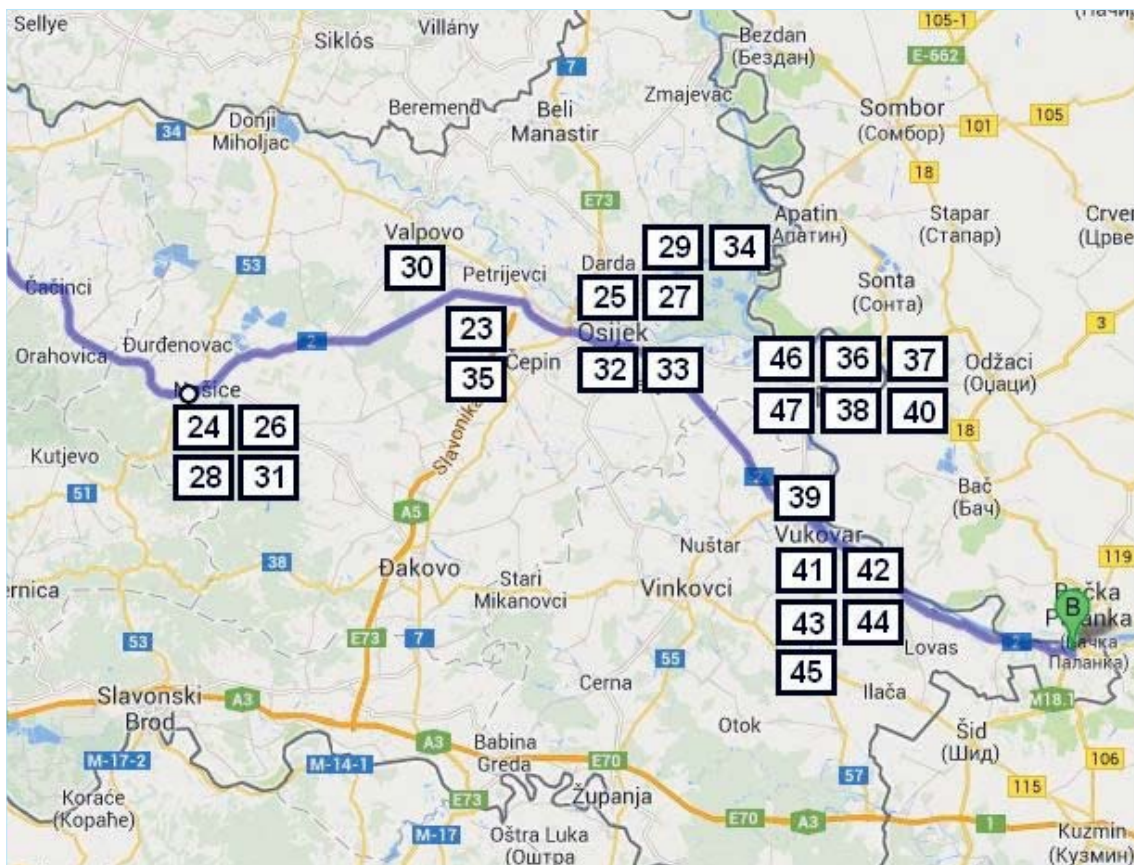 Sellye
Siklós
Villány
105-1
(Начир
Bezdan
(Бездан)
E-662
7
Beremend
Zmajevac
Beli
Manastir
Sombor
(Сомбор)
101
105
34
Donji
Miholjac
18
E73
Apatin
(Апатин)
Stapar
(Стапар)
Crver
(Црве
Valpovo
30
29
34
53
Petrijevci
Darda
25
27
Sonta
(Сонта)
Čačinci
23
Osijek
3
Orahovica
Đurđenovac
2
35
Čepin
32
33
46
36
37
Odžaci
(Оџаци)
Našice
47
38
40
24
26
Slavonika
18
Kutjevo
28
31
2
51
39
Bač
(Бач)
A5
Nuštar
Vukovar
38
Đakovo
Stari
Mikanovci
Vinkovci
41
42
119
ernica
Bačka
Palanka
(Бачка
Паланка)
B
53
E73
7
43
44
Lovas
2
55
45
Ilača
Slavonski
Brod
A3
Cerna
M18.1
Otok
Šid
(Шид)
A3
Babina
Greda
E70
M-17-2
M-14-1
106
57
Koraće
(Кораће)
E73
Županja
115
M-17
E70
A3
1
Oštra Luka
(Оштра
Kuzmin
(Кузмин)